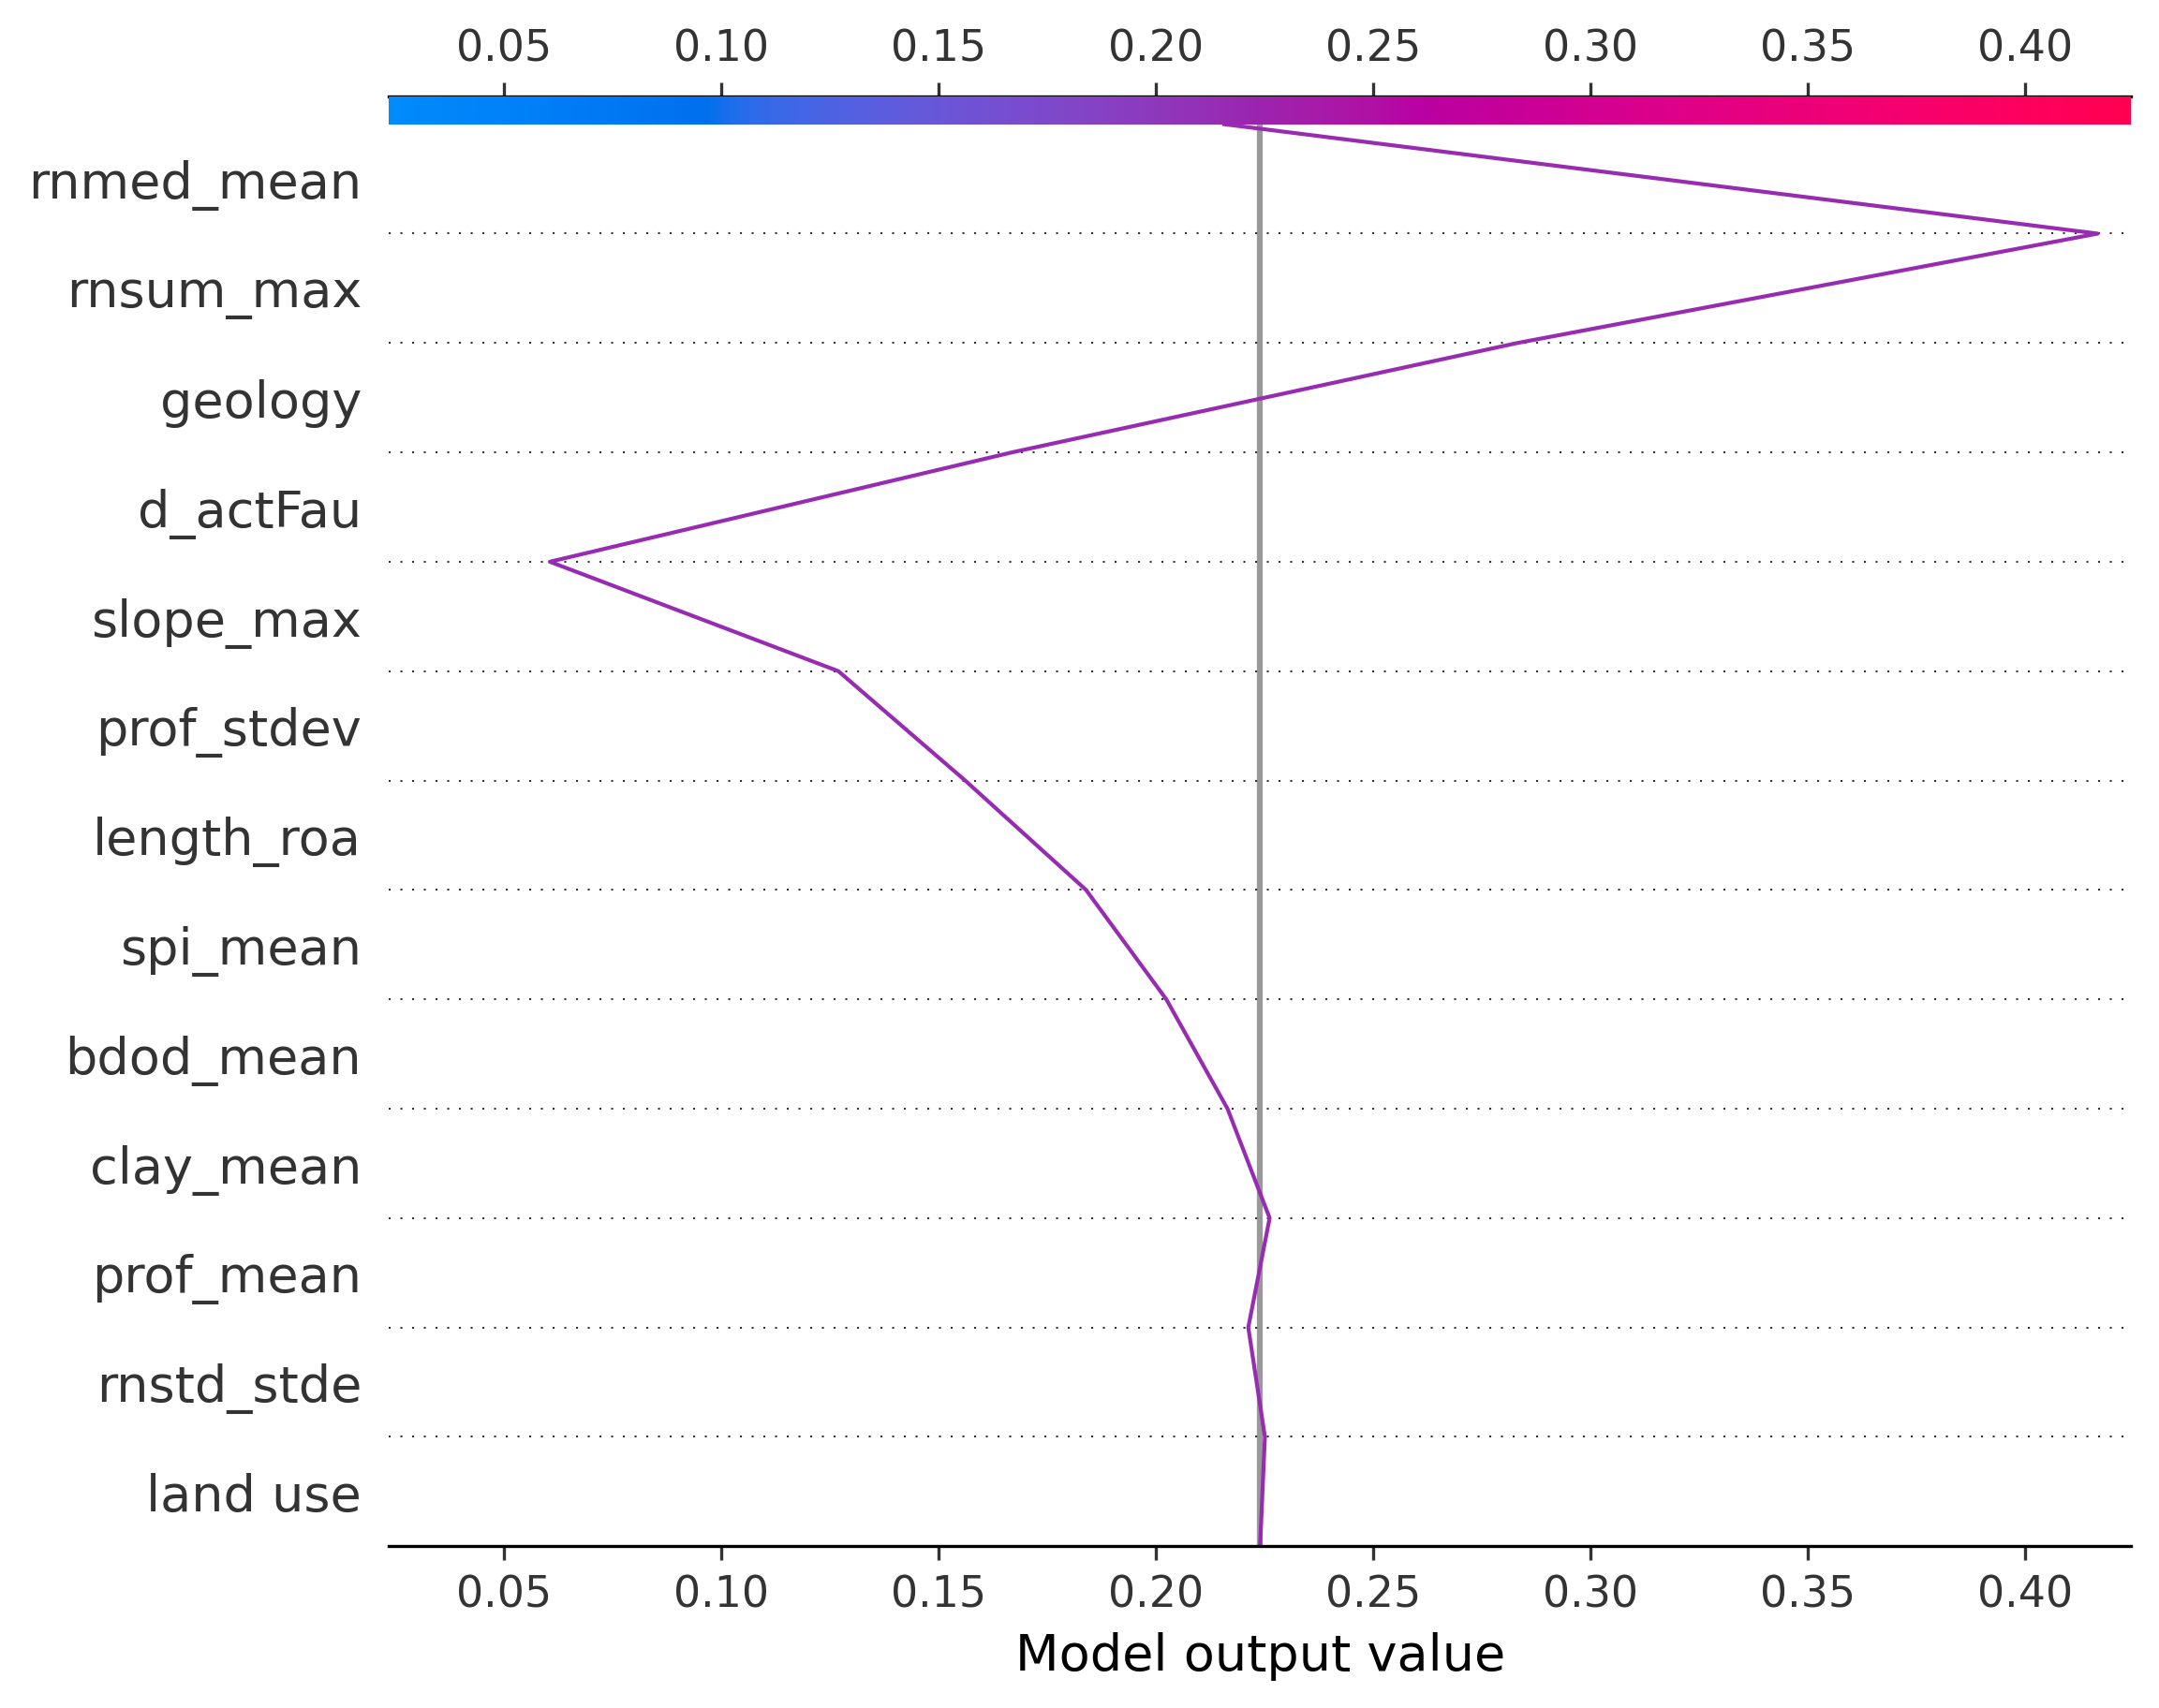 0.05 0.10 0.15 0.20 0.25 0.30 0.35 0.40
rnmed_mean
rnsum_max
geology
d_actFau
slope_max
prof_stdev
length_roa
spi_mean
bdod_mean
clay_mean
prof_mean
rnstd_stde
land use
0.05 0.10 0.15 0.20 0.25 0.30 0.35 0.40
Model output value